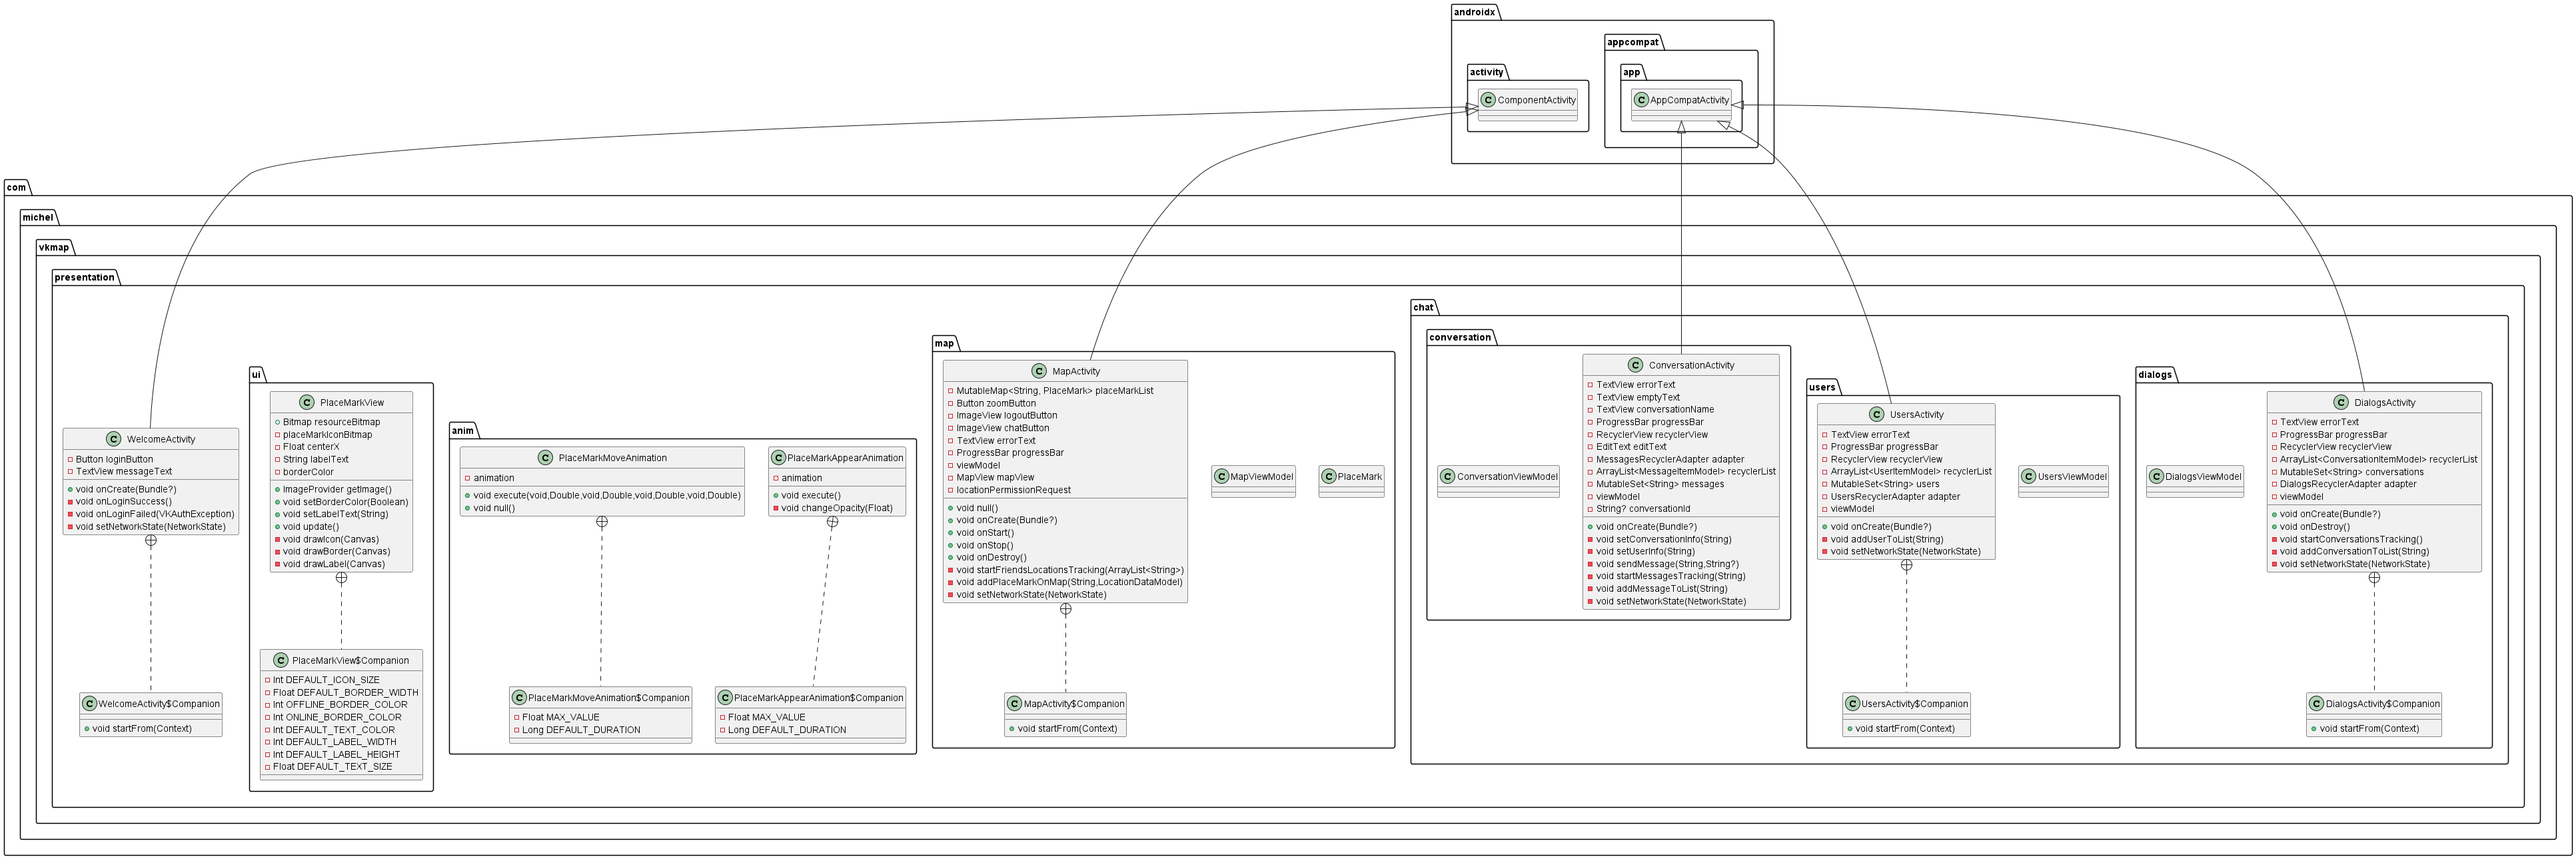 androidx
appcompat
activity
app
C ComponentActivity
C AppCompatActivity
com
michel
vkmap
presentation
chat
conversation
map
ui
users
dialogs
anim
C WelcomeActivity
Button loginButton
TextView messageText
void onCreate(Bundle?)
void onLoginSuccess()
void onLoginFailed(VKAuthException)
void setNetworkState(NetworkState)
C PlaceMarkView
Bitmap resourceBitmap
placeMarkIconBitmap
Float centerX
String labelText
borderColor
ImageProvider getImage()
void setBorderColor(Boolean)
void setLabelText(String)
void update()
void drawIcon(Canvas)
void drawBorder(Canvas)
void drawLabel(Canvas)
C PlaceMarkMoveAnimation
animation
void execute(void,Double,void,Double,void,Double,void,Double)
void null()
C PlaceMarkAppearAnimation
animation
void execute()
void changeOpacity(Float)
C MapActivity
MutableMap<String, PlaceMark> placeMarkList
Button zoomButton
ImageView logoutButton
ImageView chatButton
TextView errorText
ProgressBar progressBar
viewModel
MapView mapView
locationPermissionRequest
void null()
void onCreate(Bundle?)
void onStart()
void onStop()
void onDestroy()
void startFriendsLocationsTracking(ArrayList<String>)
void addPlaceMarkOnMap(String,LocationDataModel)
void setNetworkState(NetworkState)
C MapViewModel
C PlaceMark
C ConversationViewModel
C ConversationActivity
TextView errorText
TextView emptyText
TextView conversationName
ProgressBar progressBar
RecyclerView recyclerView
EditText editText
MessagesRecyclerAdapter adapter
ArrayList<MessageItemModel> recyclerList
MutableSet<String> messages
viewModel
String? conversationId
void onCreate(Bundle?)
void setConversationInfo(String)
void setUserInfo(String)
void sendMessage(String,String?)
void startMessagesTracking(String)
void addMessageToList(String)
void setNetworkState(NetworkState)
C UsersActivity
TextView errorText
ProgressBar progressBar
RecyclerView recyclerView
ArrayList<UserItemModel> recyclerList
MutableSet<String> users
UsersRecyclerAdapter adapter
viewModel
void onCreate(Bundle?)
void addUserToList(String)
void setNetworkState(NetworkState)
C UsersViewModel
C DialogsViewModel
C DialogsActivity
TextView errorText
ProgressBar progressBar
RecyclerView recyclerView
ArrayList<ConversationItemModel> recyclerList
MutableSet<String> conversations
DialogsRecyclerAdapter adapter
viewModel
void onCreate(Bundle?)
void onDestroy()
void startConversationsTracking()
void addConversationToList(String)
void setNetworkState(NetworkState)
C WelcomeActivity$Companion
void startFrom(Context)
C PlaceMarkView$Companion
Int DEFAULT_ICON_SIZE
Float DEFAULT_BORDER_WIDTH
Int OFFLINE_BORDER_COLOR
Int ONLINE_BORDER_COLOR
Int DEFAULT_TEXT_COLOR
Int DEFAULT_LABEL_WIDTH
Int DEFAULT_LABEL_HEIGHT
Float DEFAULT_TEXT_SIZE
C PlaceMarkMoveAnimation$Companion
Float MAX_VALUE
Long DEFAULT_DURATION
C PlaceMarkAppearAnimation$Companion
Float MAX_VALUE
Long DEFAULT_DURATION
C MapActivity$Companion
void startFrom(Context)
C UsersActivity$Companion
void startFrom(Context)
C DialogsActivity$Companion
void startFrom(Context)